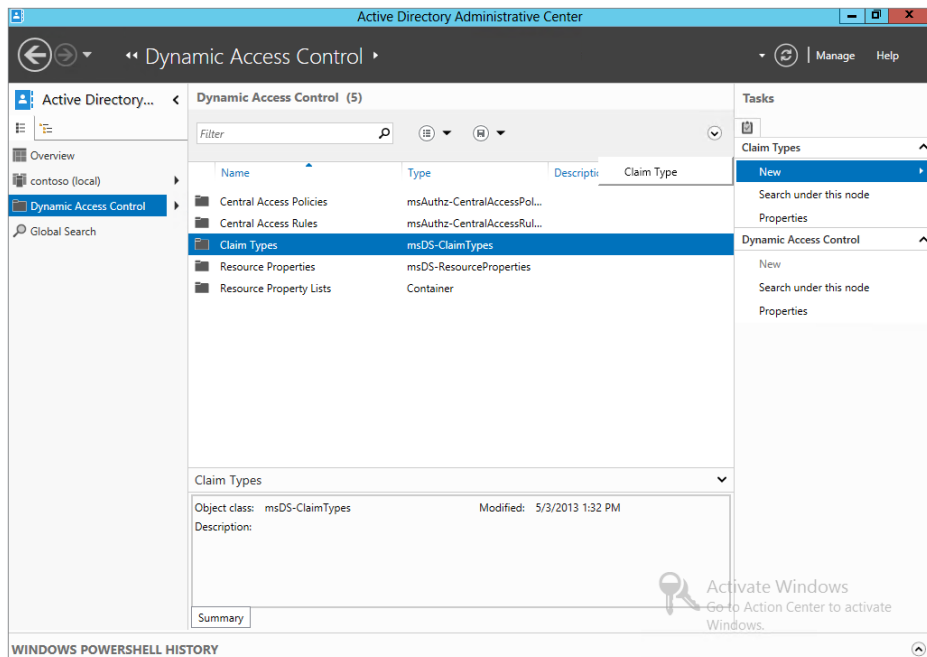 Active Directory Administrative Center
Dynamic Access Control
Manage Help
Active Directory...
Overview
contoso (local)
Dynamic Access Control
Global Search
Dynamic Access Control (5)
Filter
Name Type Descriptic Claim Type
Central Access Policies msAuthz-CentralAccessPol...
Central Access Rules msAuthz-CentralAccessRul...
Claim Types msDS-ClaimTypes
Resource Properties msDS-ResourceProperties
Resource Property Lists Container
Claim Types
Object class: msDS-ClaimTypes Modified: 5/3/2013 1:32 PM
Description:
Summary
Tasks
Claim Types
New
Search under this node
Properties
Dynamic Access Control
New
Search under this node
Properties
Activate Windows
Go to Action Center to activate
Windows.
WINDOWS POWERSHELL HISTORY